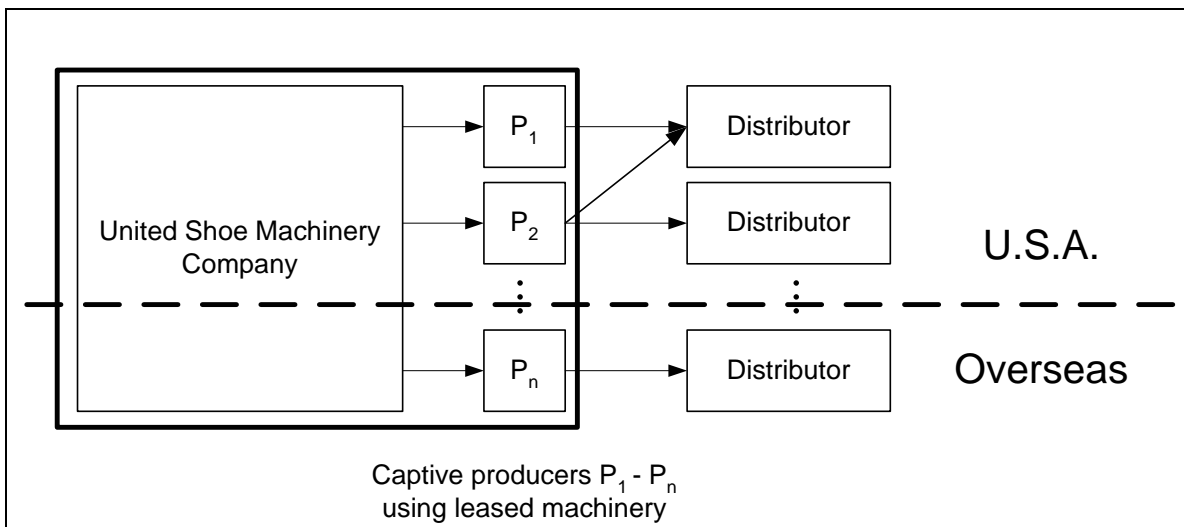 United Shoe Machinery
Company
P1
P2
Pn
Distributor
Distributor
Distributor
U.S.A.
Overseas
Captive producers P1 - Pn
using leased machinery